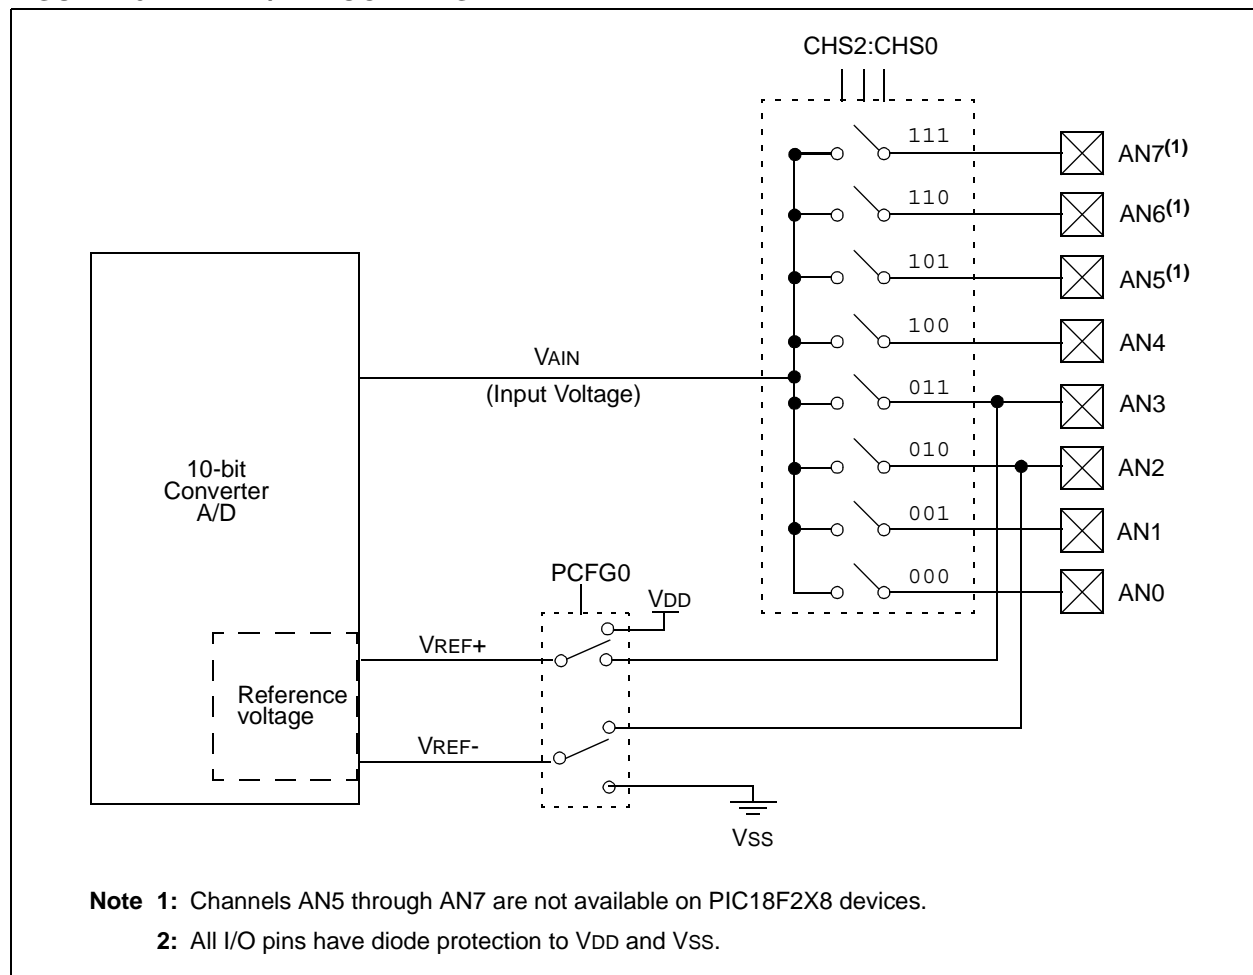 CHS2:CHS0
111
AN7(1)
110
AN6(1)
101
AN5(1)
100
AN4
VAIN
(Input Voltage)
011
AN3
010
AN2
10-bit
Converter
A/D
001
AN1
PCFG0
000
AN0
VDD
VREF+
Reference
voltage
VREF-
VSS
Note 1: Channels AN5 through AN7 are not available on PIC18F2X8 devices.
2: All I/O pins have diode protection to VDD and VSS.